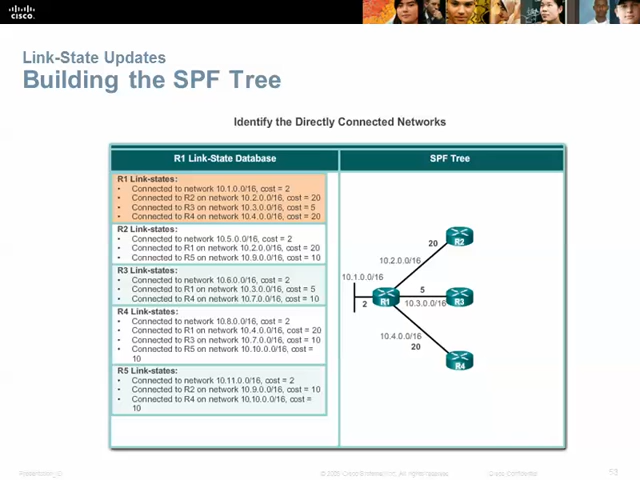 CISCO.
Link-State Updates
Building the SPF Tree
Identify the Directly Connected Networks
R1 Link-State Database
SPF Tree
R1 Link-states:
• Connected to network 10.1.0.0/16, cost = 2
• Connected to R2 on network 10.2.0.0/16, cost = 20
• Connected to R3 on network 10.3.0.0/16, cost = 5
• Connected to R4 on network 10.4.0.0/16, cost = 20
R2 Link-states:
• Connected to network 10.5.0.0/16, cost = 2
• Connected to R1 on network 10.2.0.0/16, cost = 20
• Connected to R5 on network 10.9.0.0/16, cost = 10
R3 Link-states:
• Connected to network 10.6.0.0/16, cost = 2
• Connected to R1 on network 10.3.0.0/16, cost = 5
• Connected to R4 on network 10.7.0.0/16, cost = 10
R4 Link-states:
• Connected to network 10.8.0.0/16, cost = 2
• Connected to R1 on network 10.4.0.0/16, cost = 20
• Connected to R3 on network 10.7.0.0/16, cost = 10
• Connected to R5 on network 10.10.0.0/16, cost =
10
R5 Link-states:
• Connected to network 10.11.0.0/16, cost = 2
• Connected to R2 on network 10.9.0.0/16, cost = 10
• Connected to R4 on network 10.10.0.0/16, cost =
10
20
R2
10.2.0.0/16
10.1.0.0/16
5
2
R1
R3
10.3.0.0/16
10.4.0.0/16
20
R4
Presentation_ID
© 2008 Cisco Systems, Inc. All rights reserved.
Cisco Confidential
53